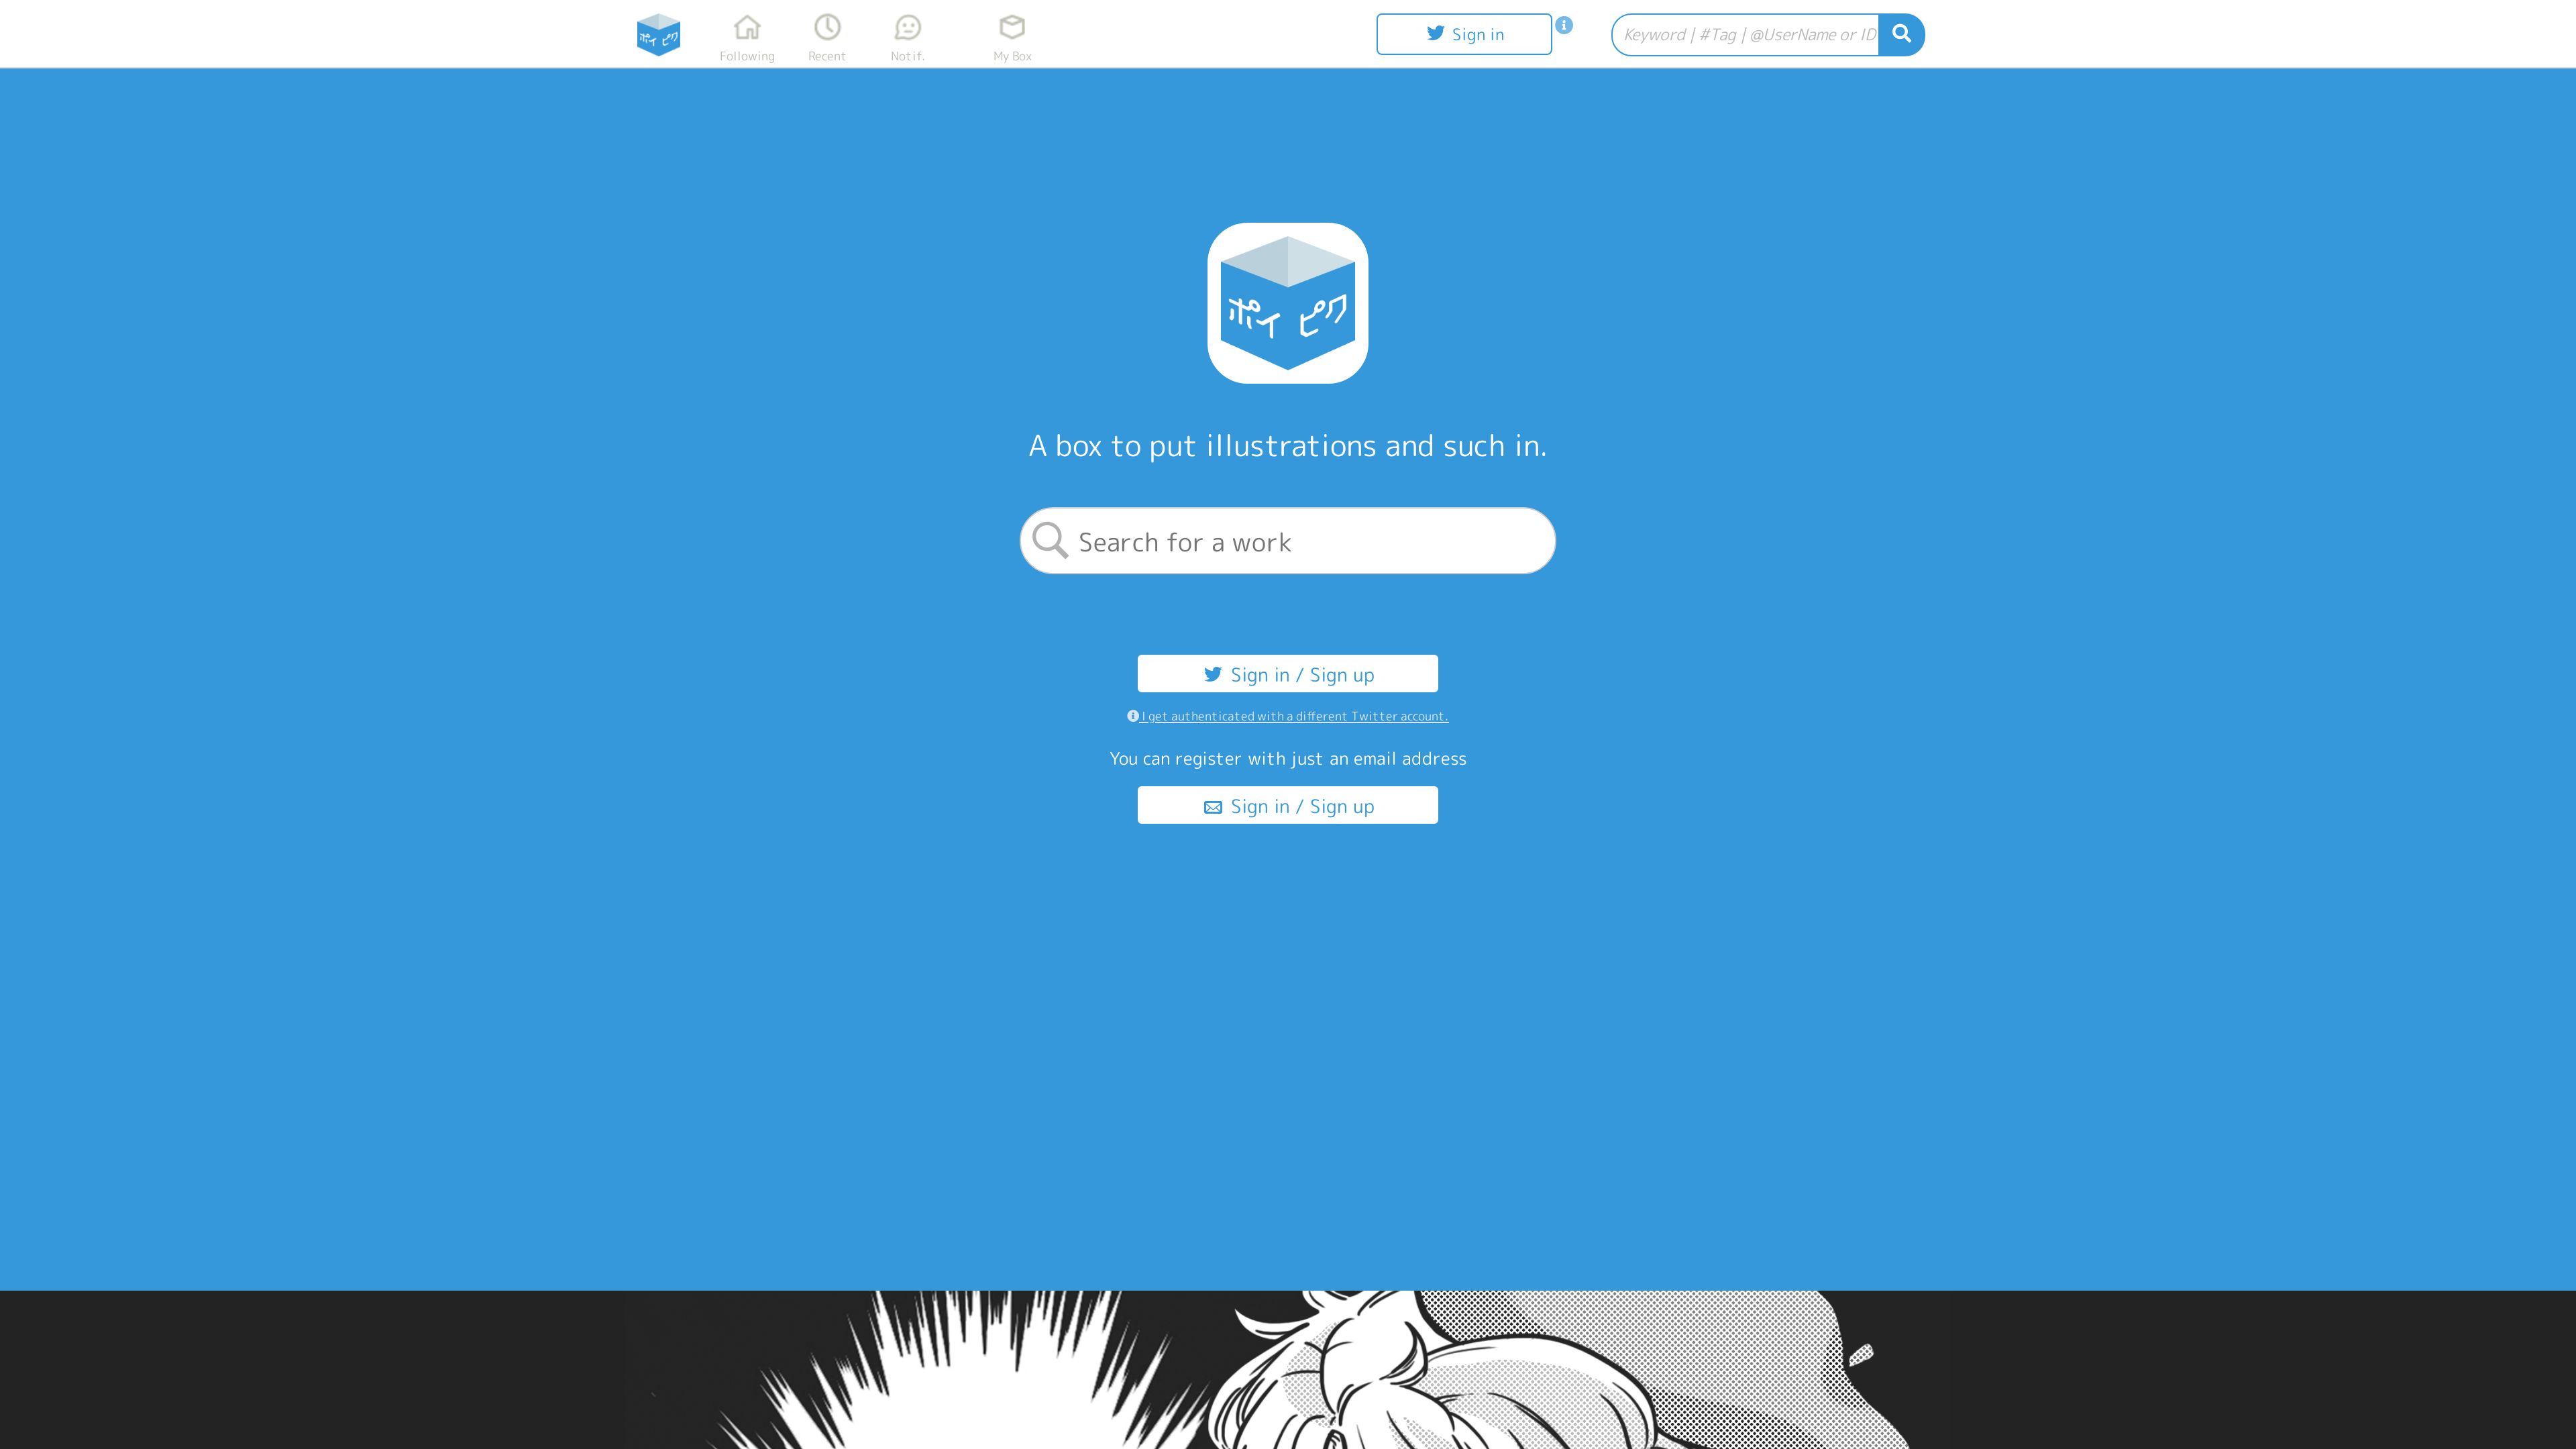 ポイ ピク
Following
Recent
Notif.
My Box
Sign in
Keyword | #Tag | @UserName or ID
ポイ ピク
A box to put illustrations and such in.
Search for a work
Sign in / Sign up
I get authenticated with a different Twitter account.
You can register with just an email address
Sign in / Sign up